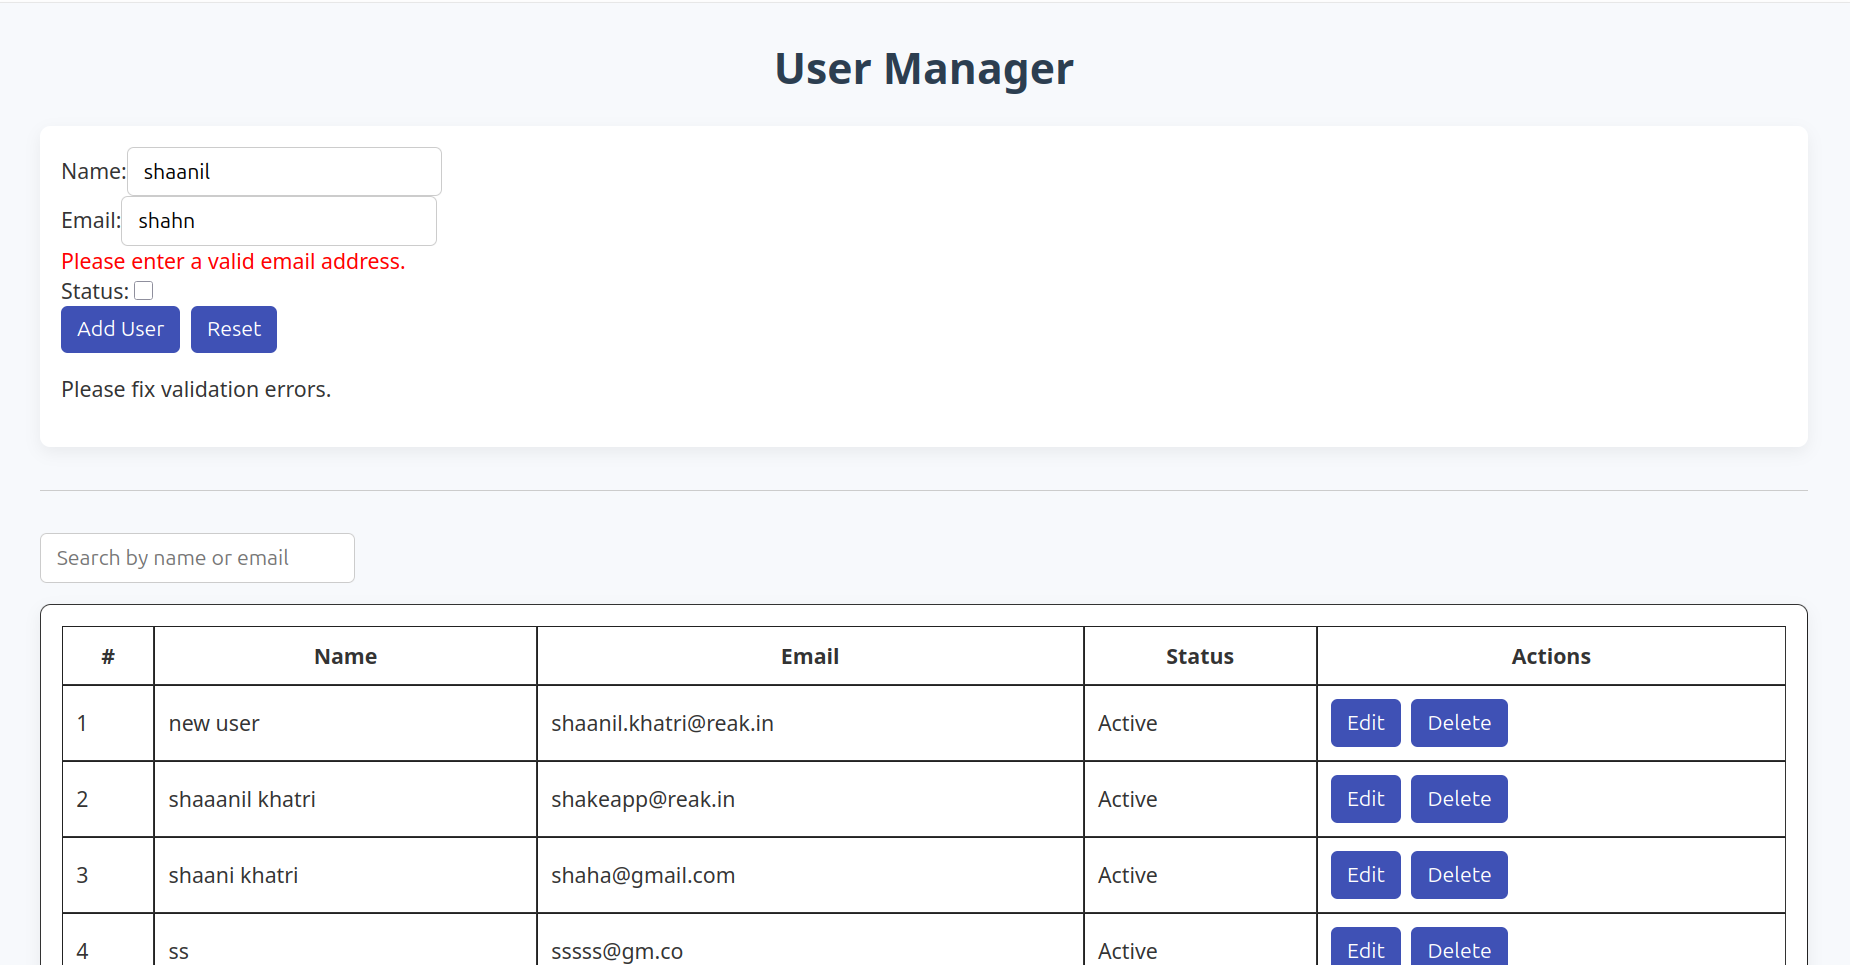 User Manager
Name: shaanil
Email: shahn
Please enter a valid email address.
Status:
Add User Reset
Please fix validation errors.
Search by name or email
# Name Email Status Actions
1 new user shaanil.khatri@reak.in Active Edit Delete
2 shaaanil khatri shakeapp@reak.in Active Edit Delete
3 shaani khatri shaha@gmail.com Active Edit Delete
4 ss sssss@gm.co Active Edit Delete